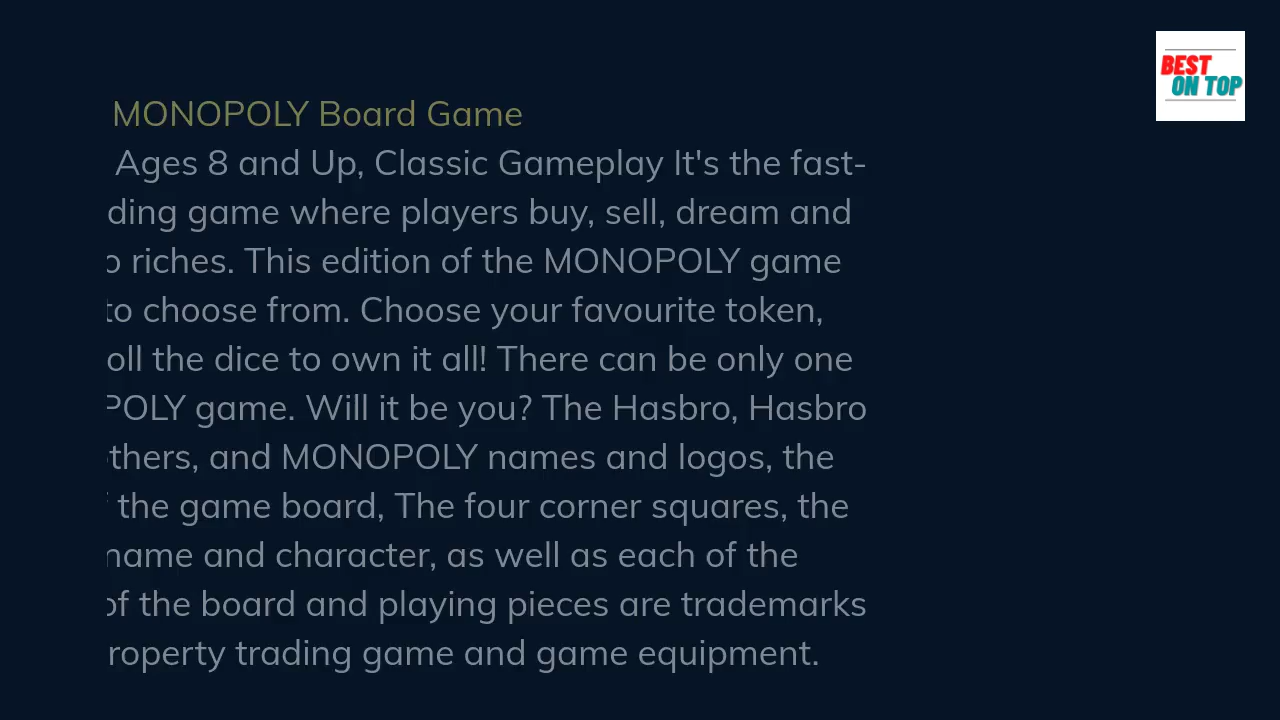 BEST
ON TOP
MONOPOLY Board Game
Ages 8 and Up, Classic Gameplay It's the fast-
ding game where players buy, sell, dream and
o riches. This edition of the MONOPOLY game
to choose from. Choose your favourite token,
oll the dice to own it all! There can be only one
POLY game. Will it be you? The Hasbro, Hasbro
thers, and MONOPOLY names and logos, the
the game board, The four corner squares, the
name and character, as well as each of the
of the board and playing pieces are trademarks
roperty trading game and game equipment.